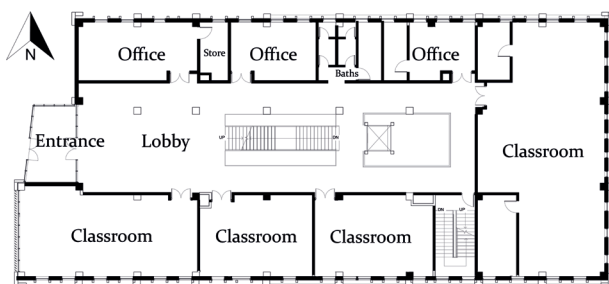 Office
Store
Office
Office
Baths
N
Entrance
Lobby
UP
DN
Classroom
DN
UP
Classroom
Classroom
Classroom